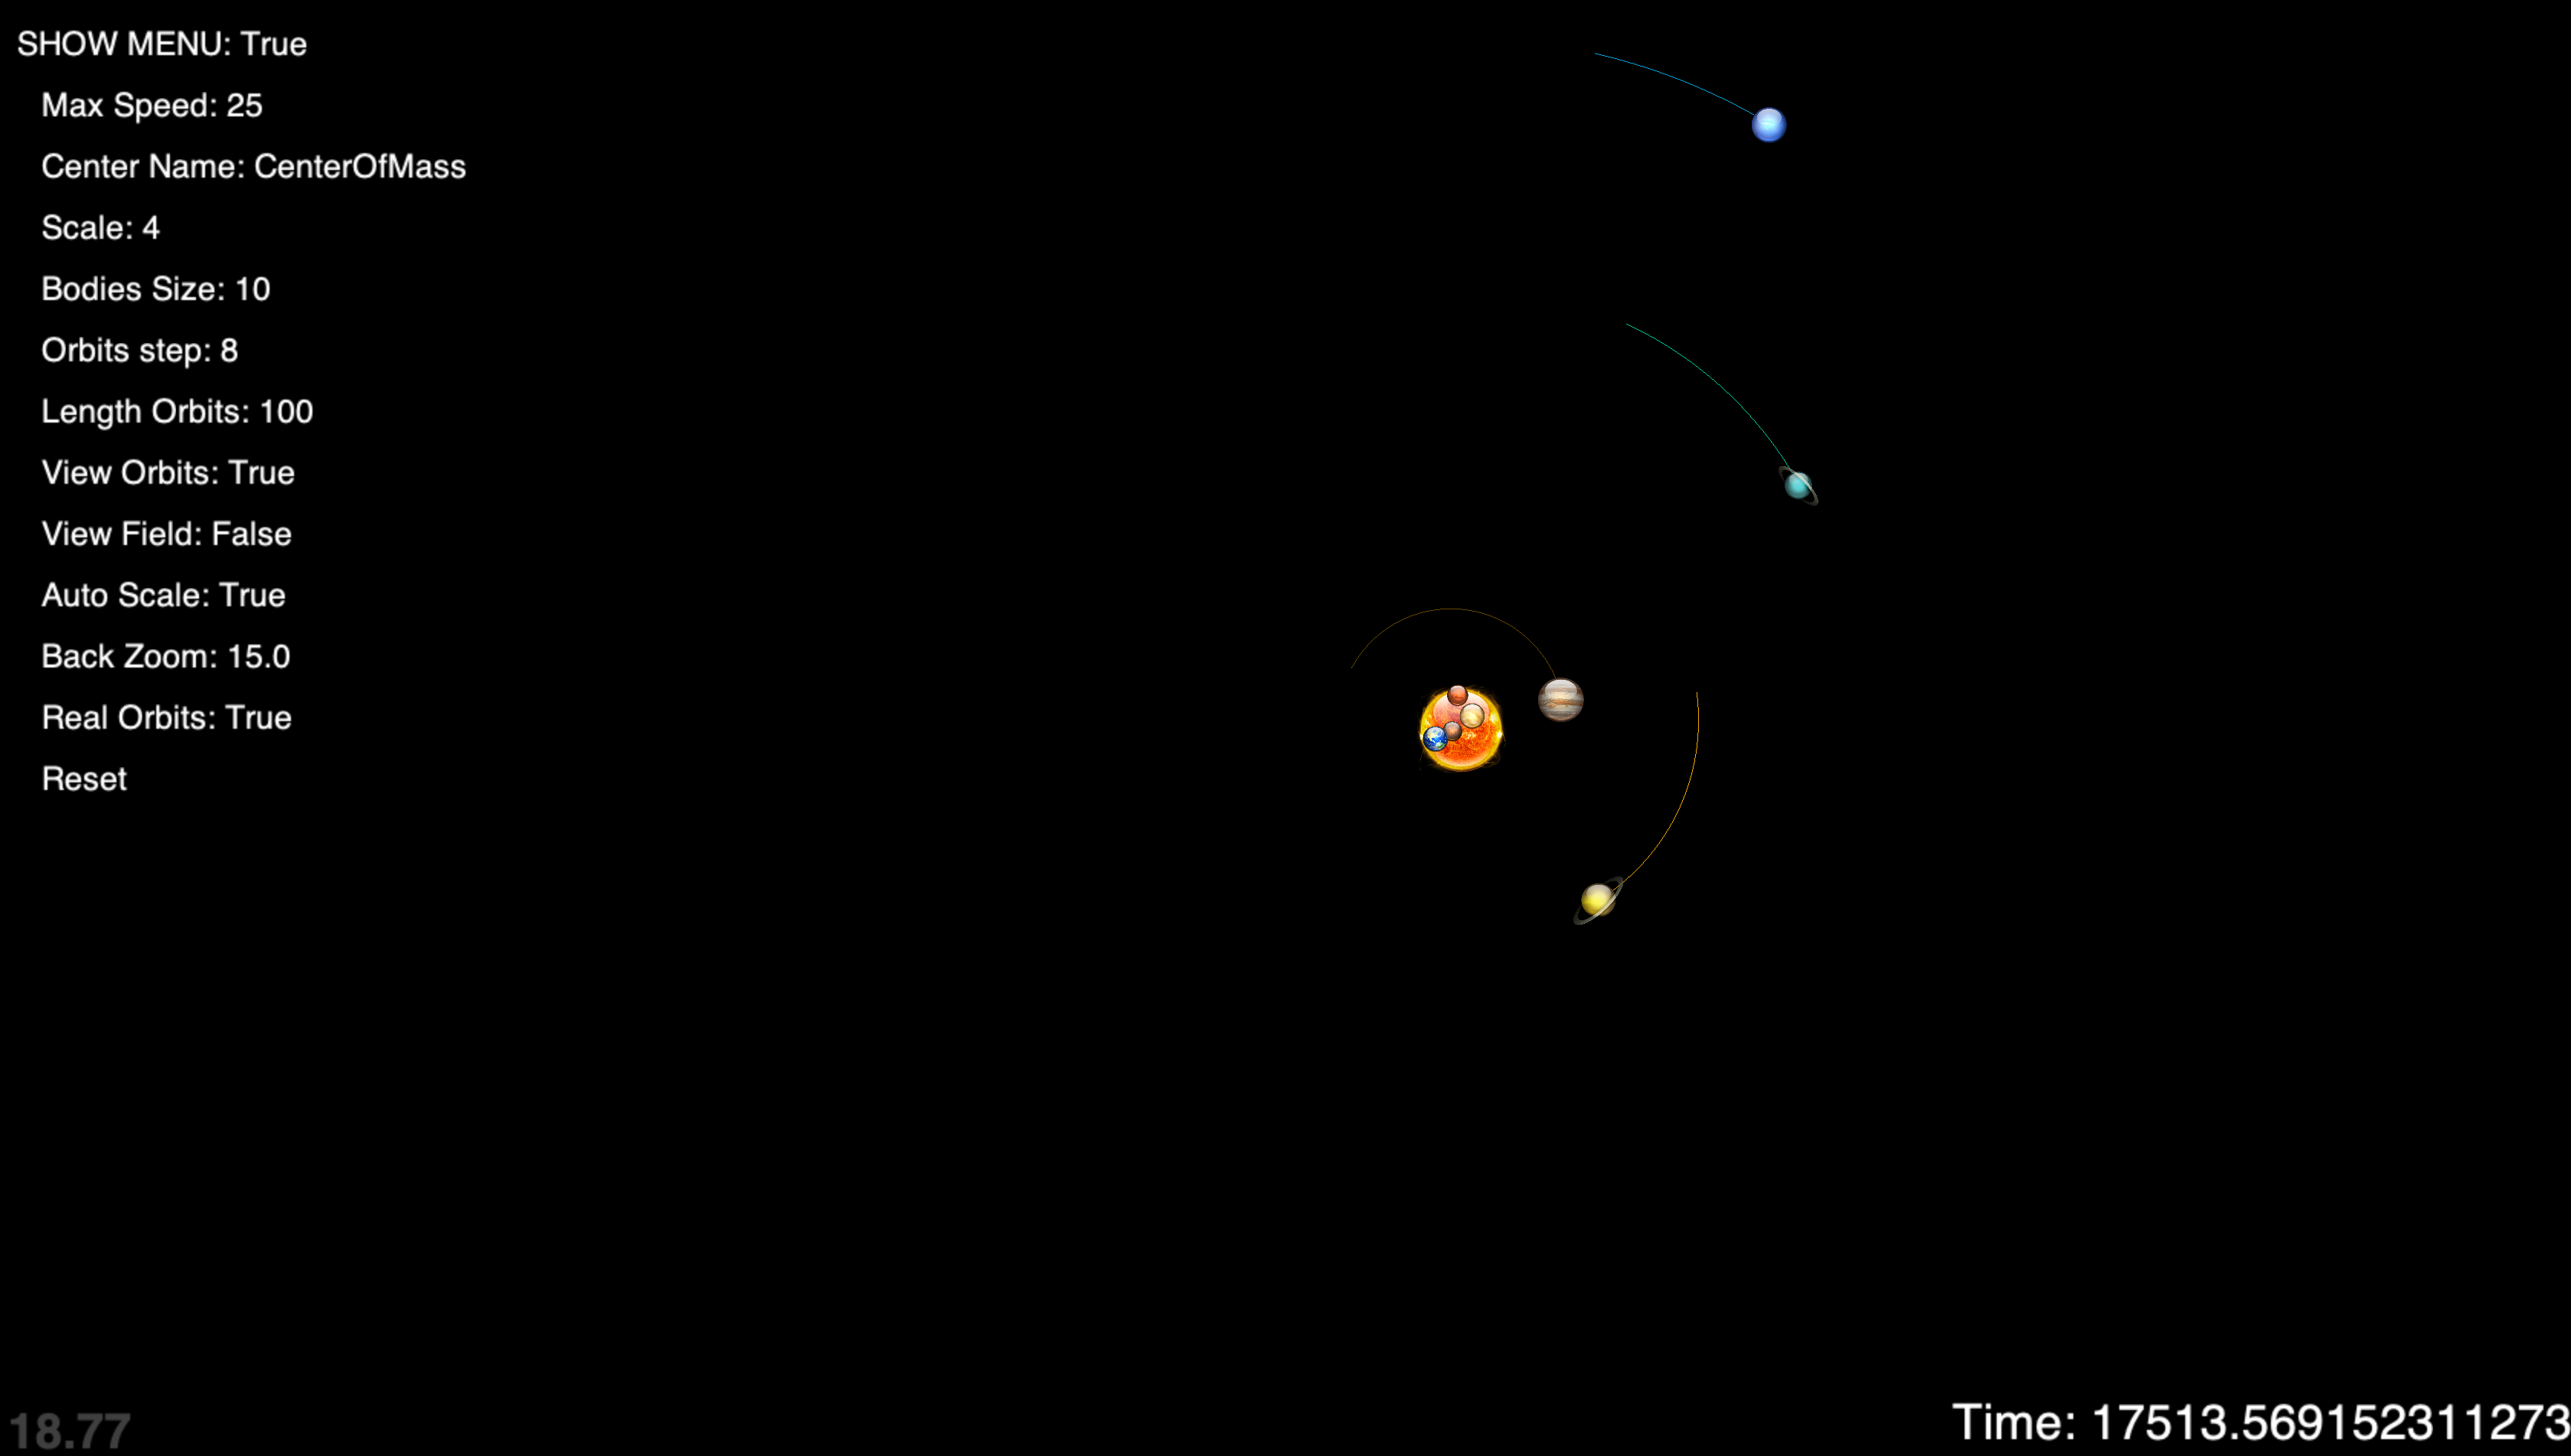 SHOW MENU: True
Max Speed: 25
Center Name: CenterOfMass
Scale: 4
Bodies Size: 10
Orbits step: 8
Length Orbits: 100
View Orbits: True
View Field: False
Auto Scale: True
Back Zoom: 15.0
Real Orbits: True
Reset
18.77
Time: 17513.569152311273